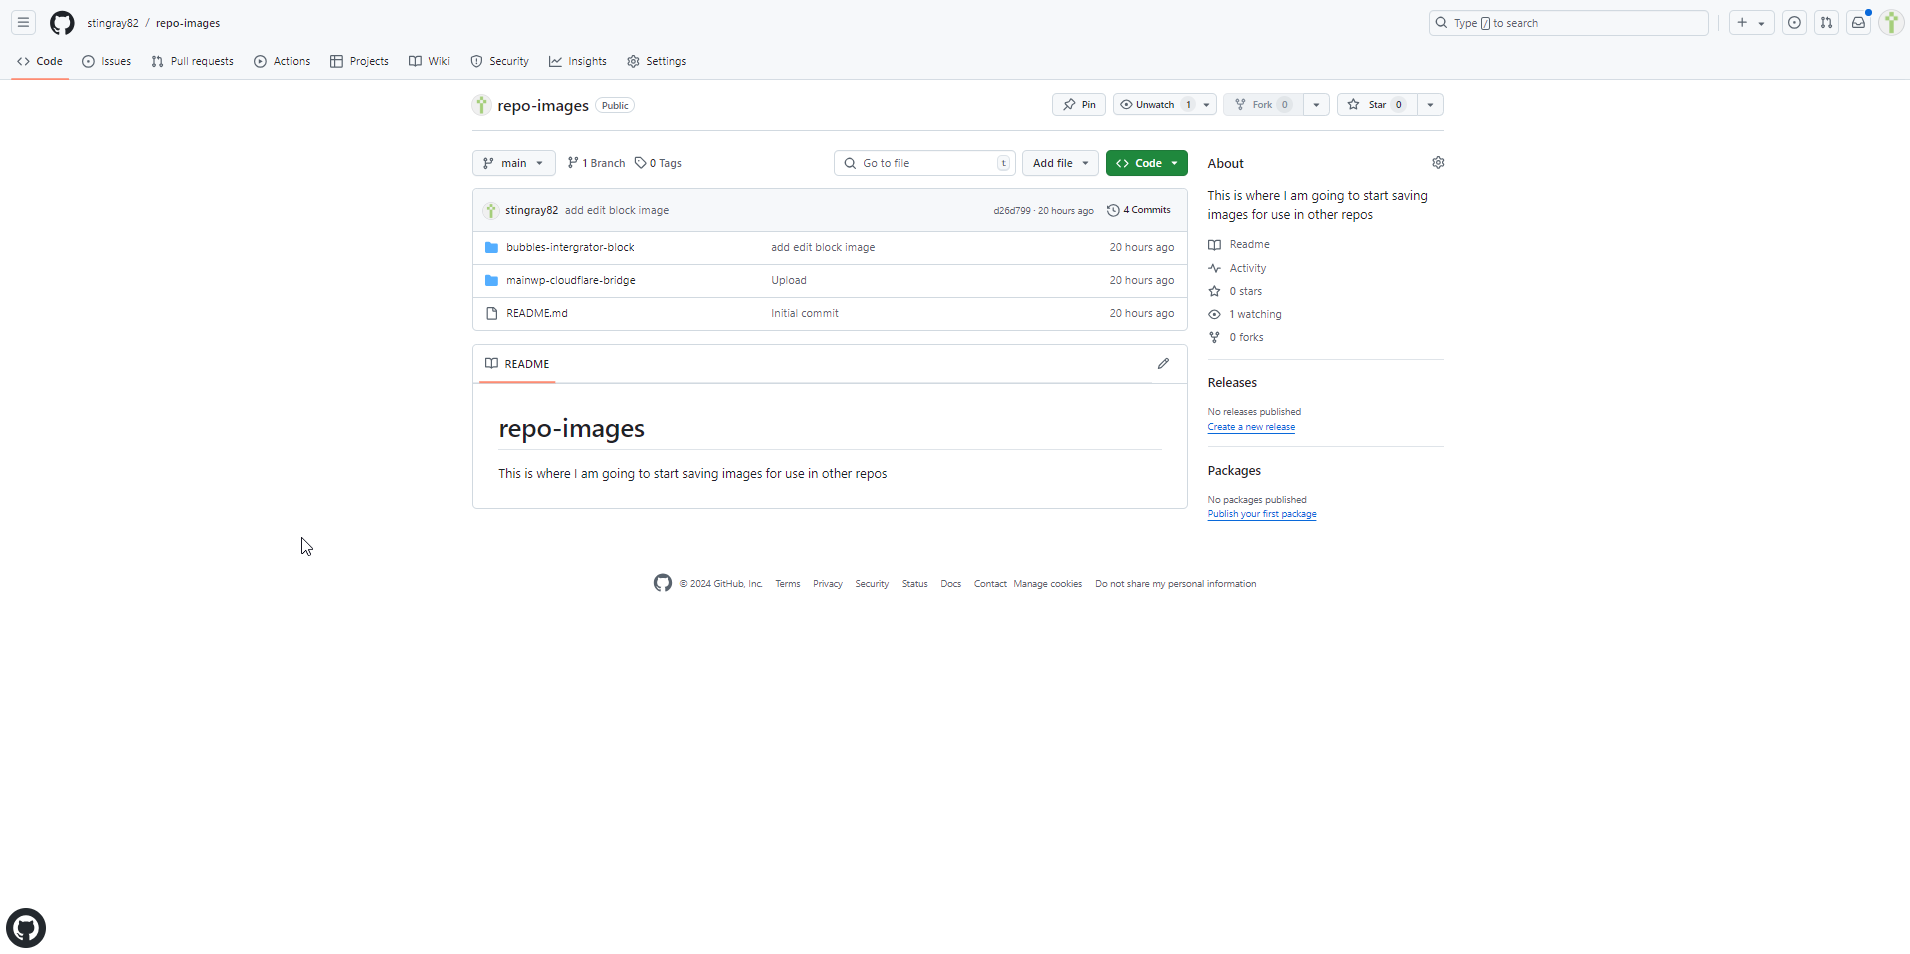 stingray82 / repo-images
Type / to search
Code Issues Pull requests Actions Projects Wiki Security Insights Settings
repo-images Public
Pin Unwatch 1 Fork 0 Star 0
main 1 Branch 0 Tags Go to file t Add file Code
stingray82 add edit block image d26d799 · 20 hours ago 4 Commits
bubbles-intergrator-block add edit block image 20 hours ago
mainwp-cloudflare-bridge Upload 20 hours ago
README.md Initial commit 20 hours ago
README
repo-images
This is where I am going to start saving images for use in other repos
About
This is where I am going to start saving
images for use in other repos
Readme
Activity
0 stars
1 watching
0 forks
Releases
No releases published
Create a new release
Packages
No packages published
Publish your first package
© 2024 GitHub, Inc. Terms Privacy Security Status Docs Contact Manage cookies Do not share my personal information